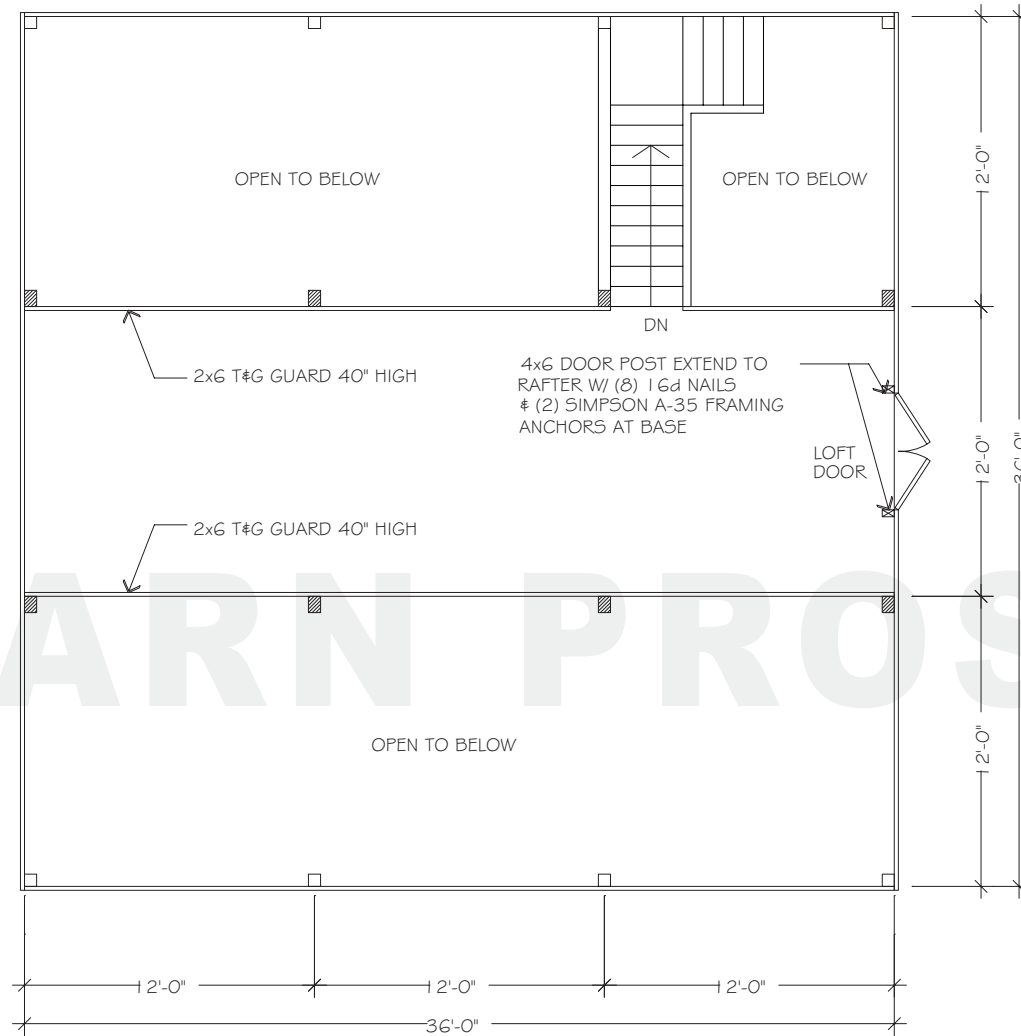 OPEN TO BELOW
OPEN TO BELOW
12'-0"
DN
2x6 T&G GUARD 40" HIGH
4x6 DOOR POST EXTEND TO
RAFTER W/ (8) 16d NAILS
& (2) SIMPSON A-35 FRAMING
ANCHORS AT BASE
LOFT
DOOR
12'-0"
36'-0"
2x6 T&G GUARD 40" HIGH
ARN PROS
OPEN TO BELOW
12'-0"
12'-0"
12'-0"
12'-0"
36'-0"